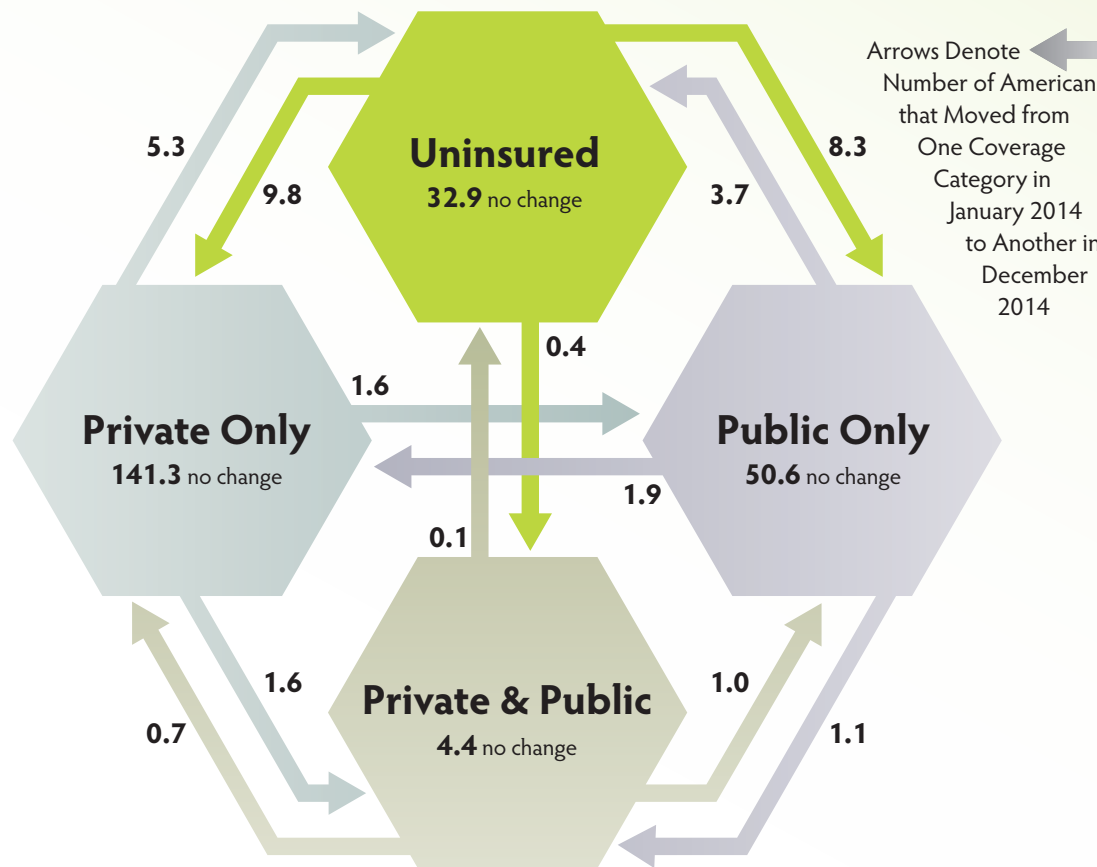 Arrows Denote
Number of American
that Moved from
One Coverage
Category in
January 2014
to Another in
December
2014
5.3
9.8
Uninsured
32.9 no change
3.7
8.3
0.4
1.6
Private Only
141.3 no change
Public Only
50.6 no change
1.9
0.1
1.6
Private & Public
4.4 no change
1.0
0.7
1.1